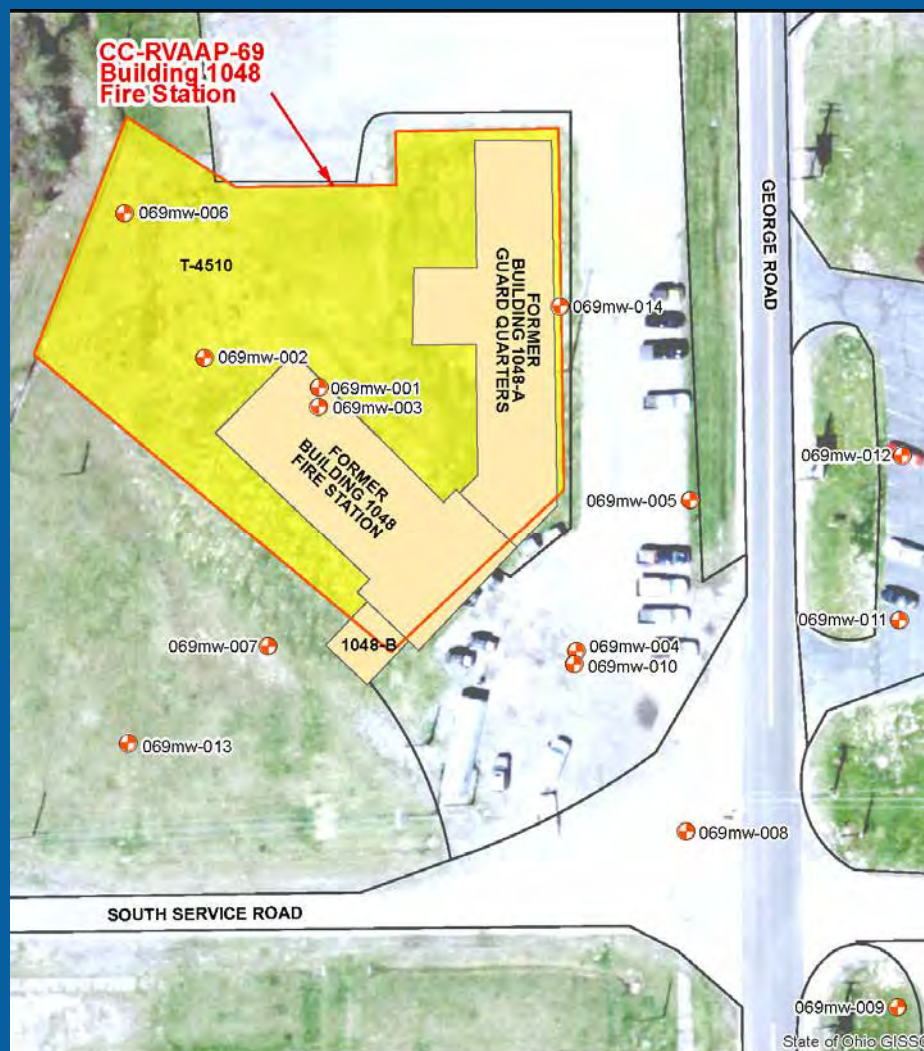 CC-RVAAP-69
Building 1048
Fire Station
069mw-006
T-4510
FORMER
BUILDING 1048-A
GUARD QUARTERS
GEORGE ROAD
069mw-014
069mw-002
069mw-001
069mw-003
FORMER
BUILDING 1048
FIRE STATION
069mw-012
069mw-005
069mw-011
069mw-007
1048-B
069mw-004
069mw-010
069mw-013
069mw-008
SOUTH SERVICE ROAD
069mw-009
State of Ohio